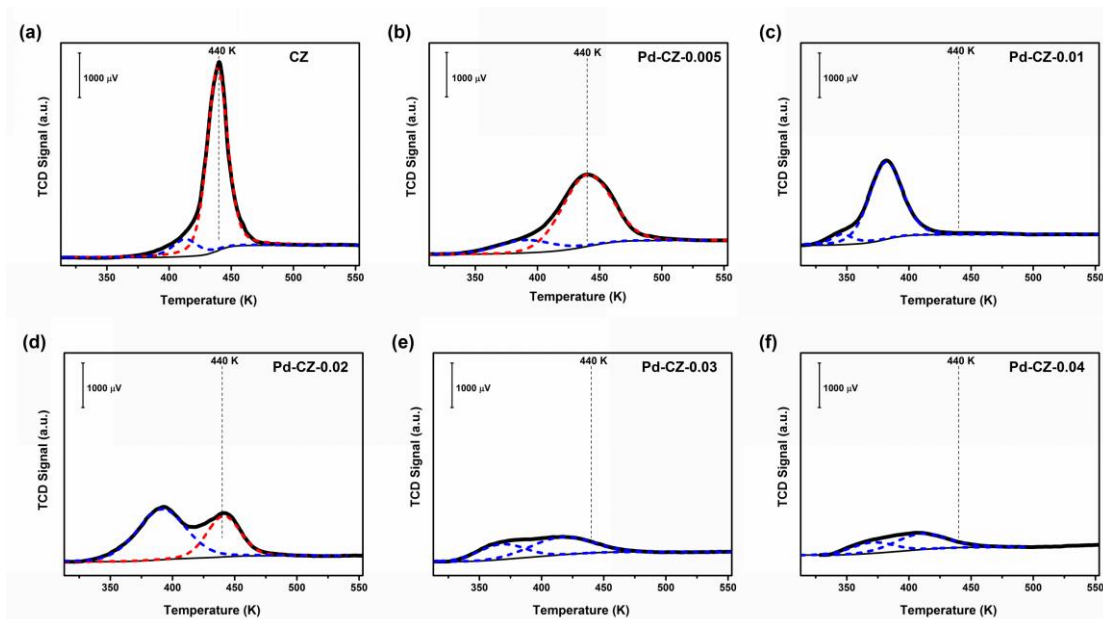 (a)
CZ
440 K
1000 μV
TCD Signal (a.u.)
350 400 450 500 550
Temperature (K)
(b)
Pd-CZ-0.005
440 K
1000 μV
TCD Signal (a.u.)
350 400 450 500 550
Temperature (K)
(c)
Pd-CZ-0.01
440 K
1000 μV
TCD Signal (a.u.)
350 400 450 500 550
Temperature (K)
(d)
Pd-CZ-0.02
440 K
1000 μV
TCD Signal (a.u.)
350 400 450 500 550
Temperature (K)
(e)
Pd-CZ-0.03
440 K
1000 μV
TCD Signal (a.u.)
350 400 450 500 550
Temperature (K)
(f)
Pd-CZ-0.04
440 K
1000 μV
TCD Signal (a.u.)
350 400 450 500 550
Temperature (K)